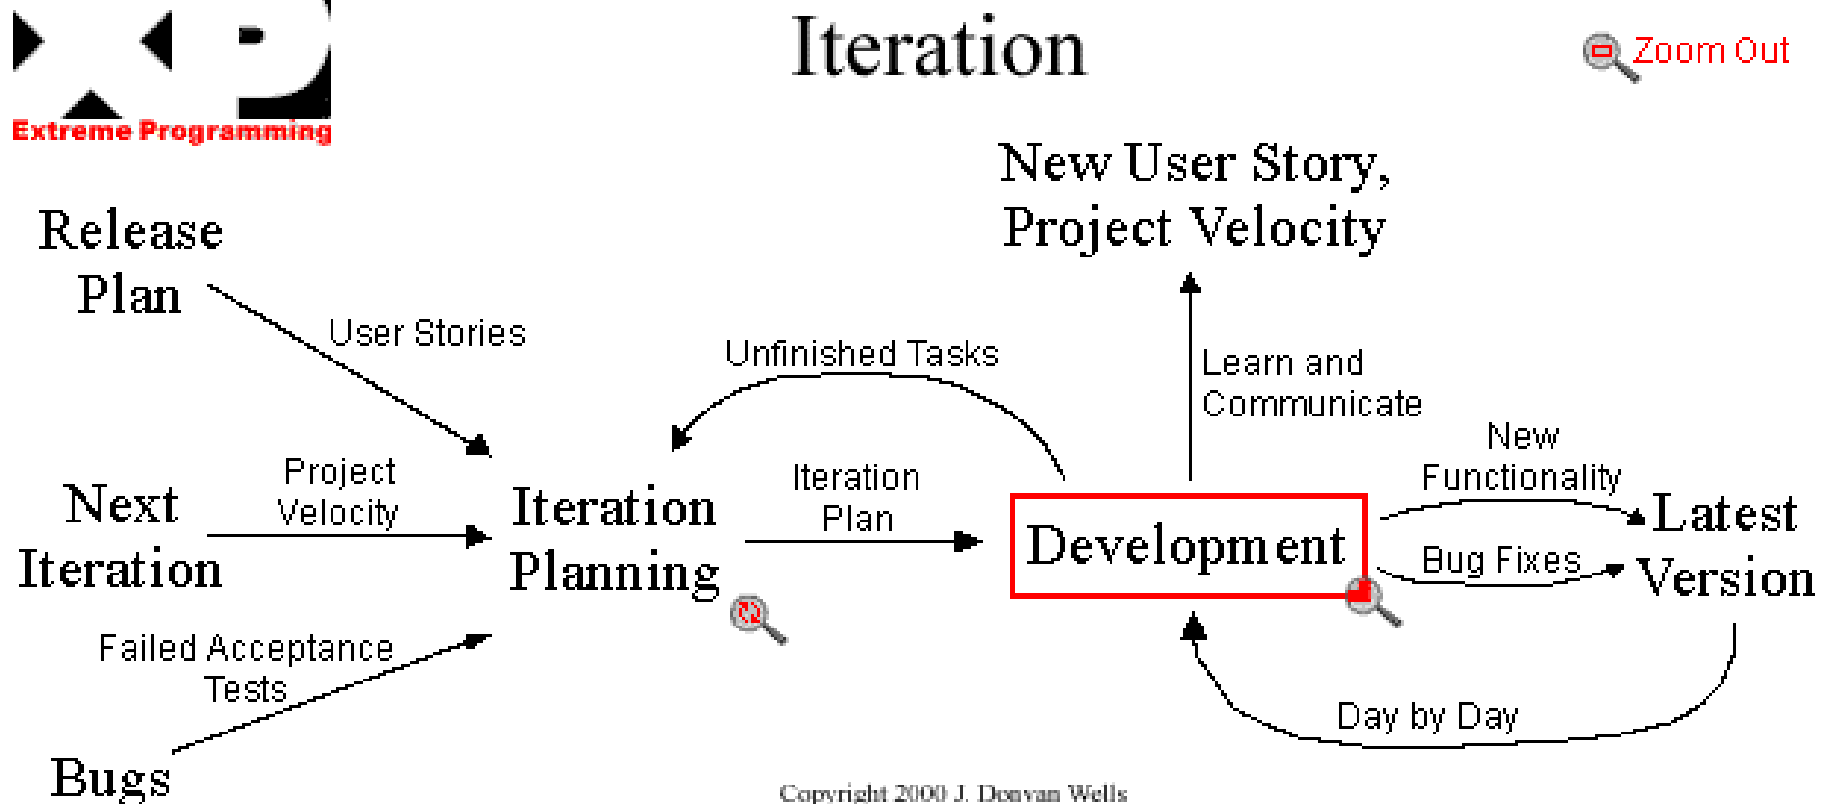 XP
Extreme Programming
Iteration
Zoom Out
New User Story,
Project Velocity
Release
Plan
User Stories
Unfinished Tasks
Learn and
Communicate
New
Functionality
Project
Velocity
Iteration
Plan
Next
Iteration
Iteration
Planning
Development
Latest
Version
Bug Fixes
Failed Acceptance
Tests
Day by Day
Bugs
Copyright 2000 J. Donvan Wells